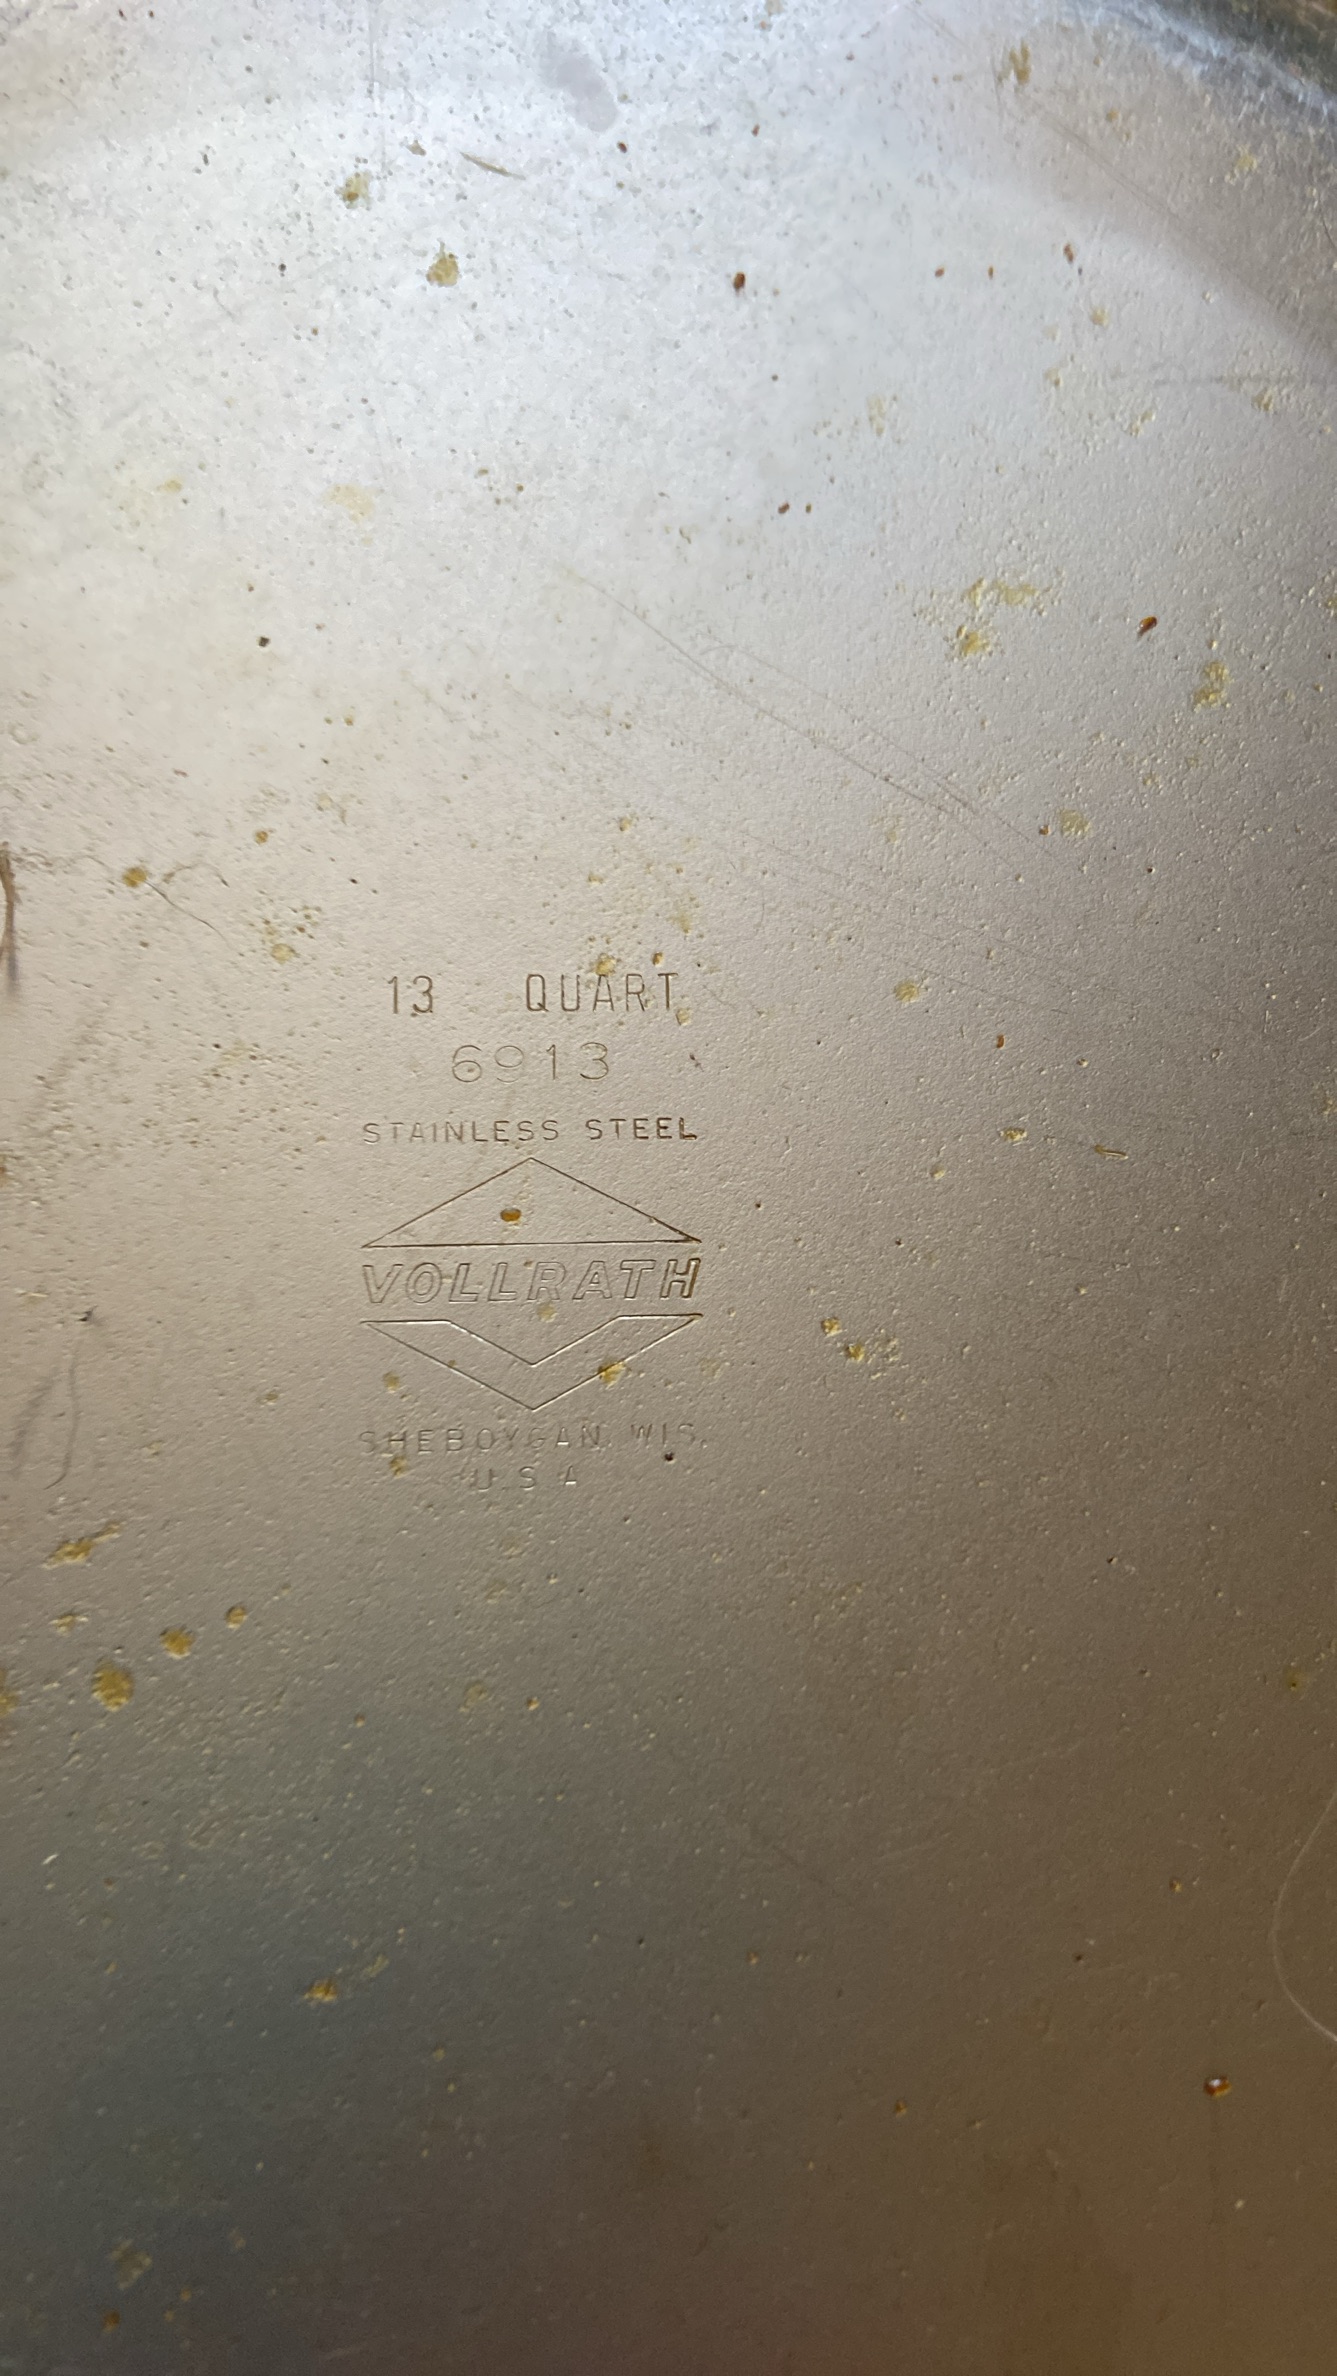 13 QUART
6913
STAINLESS STEEL
VOLLRATH
SHEBOYGAN, WIS.
U.S.A